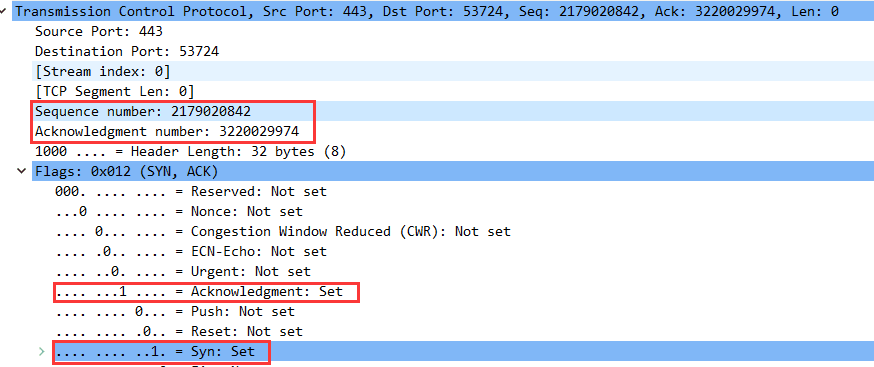 Transmission Control Protocol, Src Port: 443, Dst Port: 53724, Seq: 2179020842, Ack: 3220029974, Len: 0
Source Port: 443
Destination Port: 53724
[Stream index: 0]
[TCP Segment Len: 0]
Sequence number: 2179020842
Acknowledgment number: 3220029974
1000 .... = Header Length: 32 bytes (8)
Flags: 0x012 (SYN, ACK)
000. .... .... = Reserved: Not set
...0 .... .... = Nonce: Not set
.... 0... .... = Congestion Window Reduced (CWR): Not set
.... .0.. .... = ECN-Echo: Not set
.... ..0. .... = Urgent: Not set
.... ...1 .... = Acknowledgment: Set
.... .... 0... = Push: Not set
.... .... .0.. = Reset: Not set
.... .... ..1. = Syn: Set